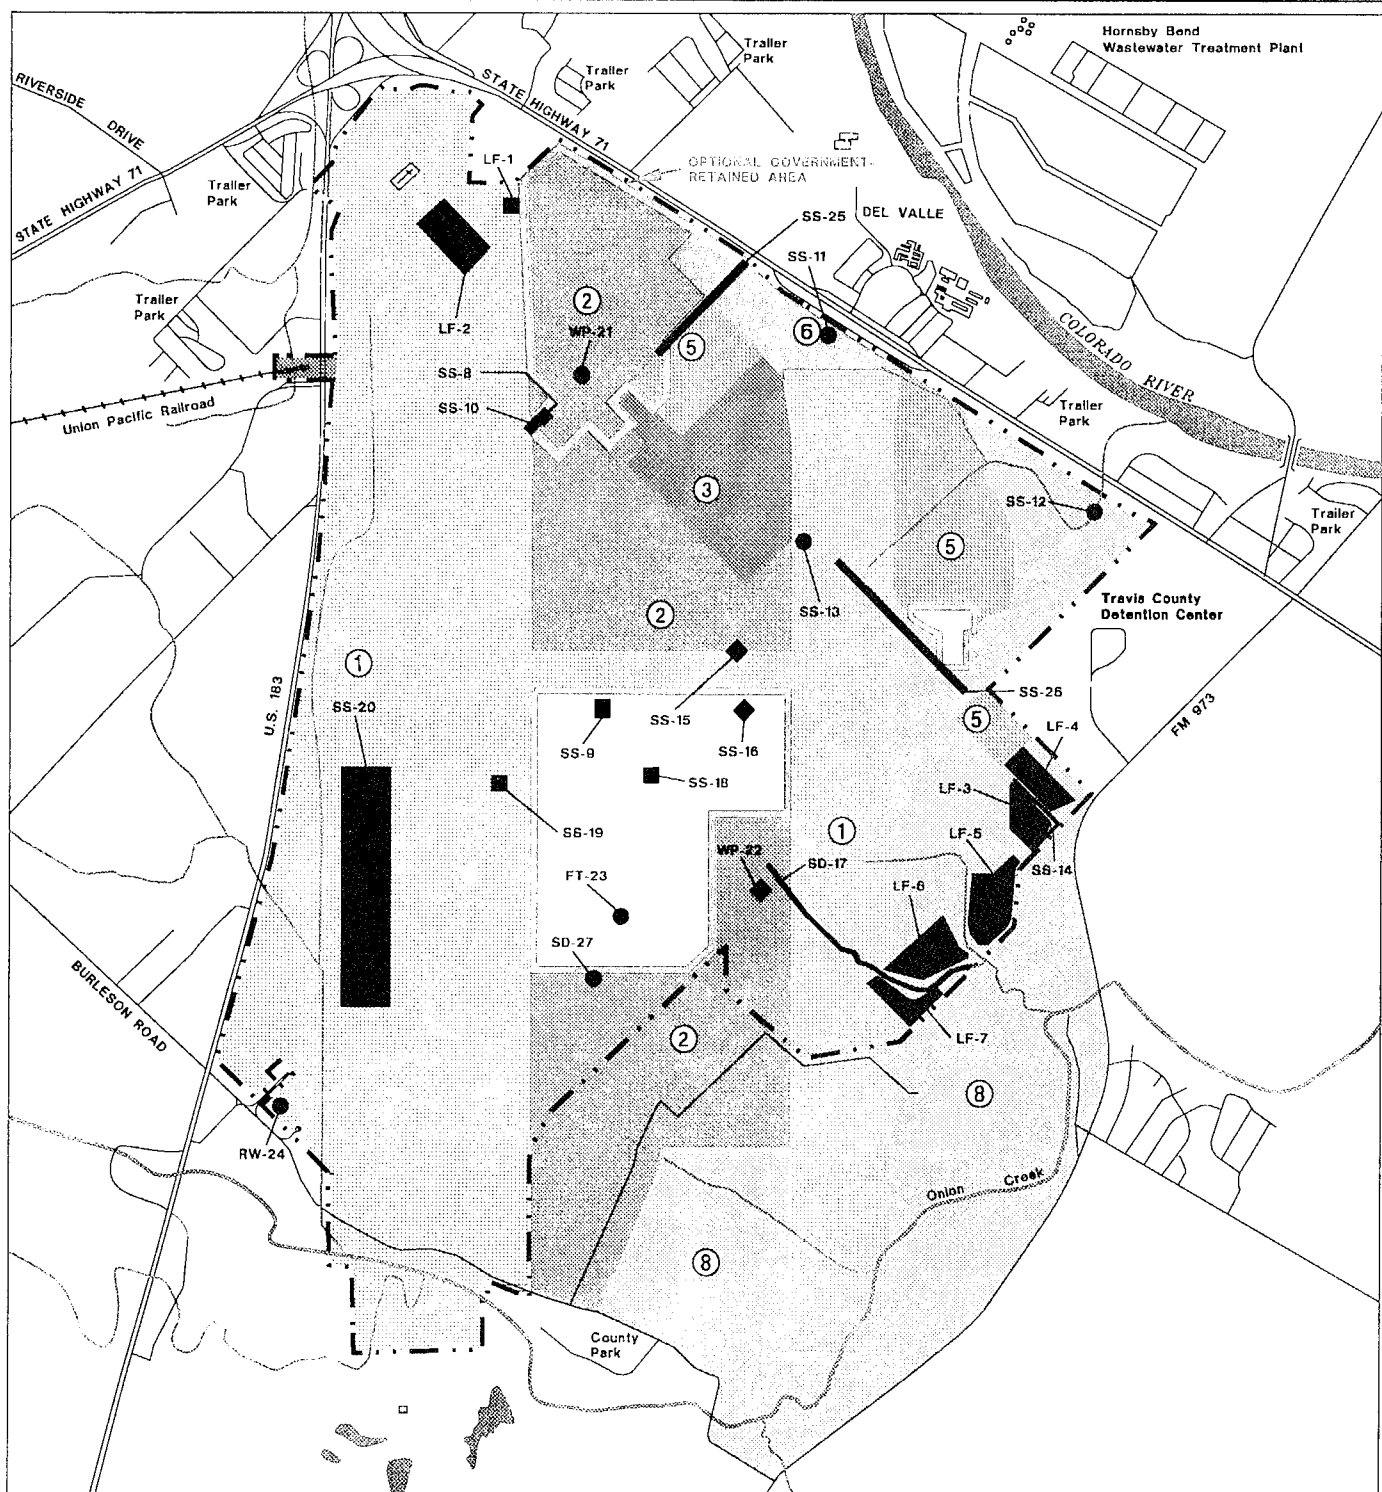 Hornsby Bend
Wastewater Treatment Plant
Trailer
Park
Trailer
Park
STATE HIGHWAY 71
RIVERSIDE
DRIVE
STATE HIGHWAY 71
Trailer
Park
LF-1
OPTIONAL GOVERNMENT-
RETAINED AREA
SS-25
DEL VALLE
SS-11
Trailer
Park
LF-2
2
WP-21
5
6
COLORADO
RIVER
SS-8
SS-10
Union Pacific Railroad
Trailer
Park
3
SS-12
Trailer
Park
5
SS-13
2
Travis County
Detention Center
1
U.S. 183
SS-20
SS-15
SS-26
5
LF-4
FM 973
SS-9
SS-16
SS-18
LF-3
SS-19
1
LF-5
WP-22
SD-17
SS-14
FT-23
LF-6
SD-27
BURLESON ROAD
2
LF-7
8
RW-24
Onion Creek
8
County
Park